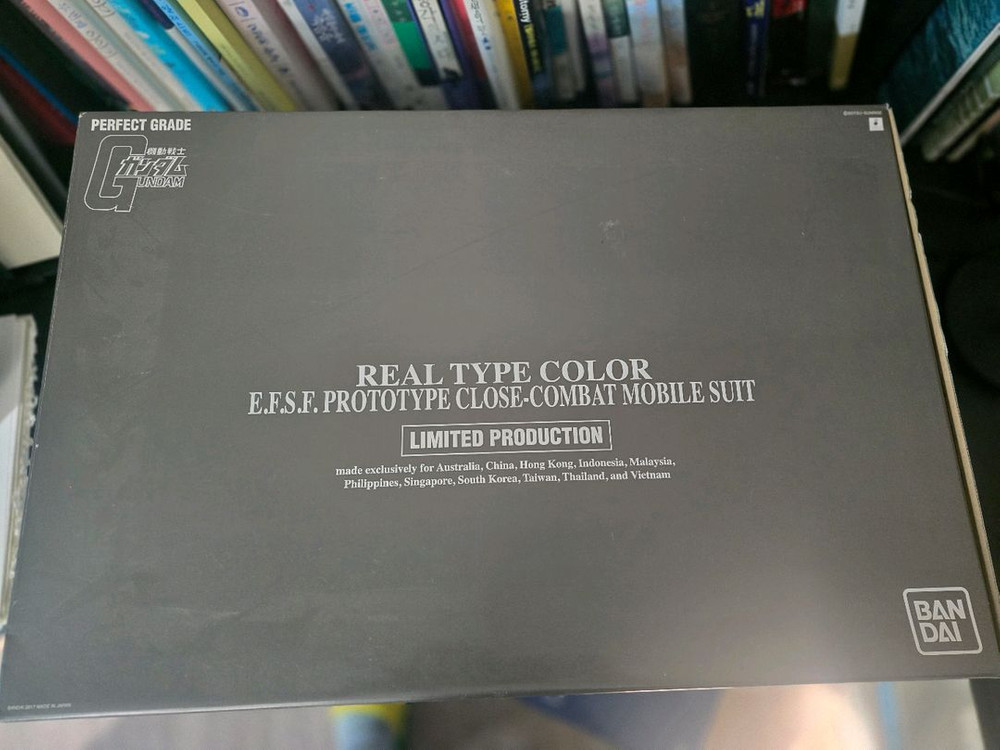 PERFECT GRADE
機動戦士
ガンダム
GUNDAM
REAL TYPE COLOR
E.F.S.F. PROTOTYPE CLOSE-COMBAT MOBILE SUIT
LIMITED PRODUCTION
made exclusively for Australia, China, Hong Kong, Indonesia, Malaysia,
Philippines, Singapore, South Korea, Taiwan, Thailand, and Vietnam
BAN
DAI